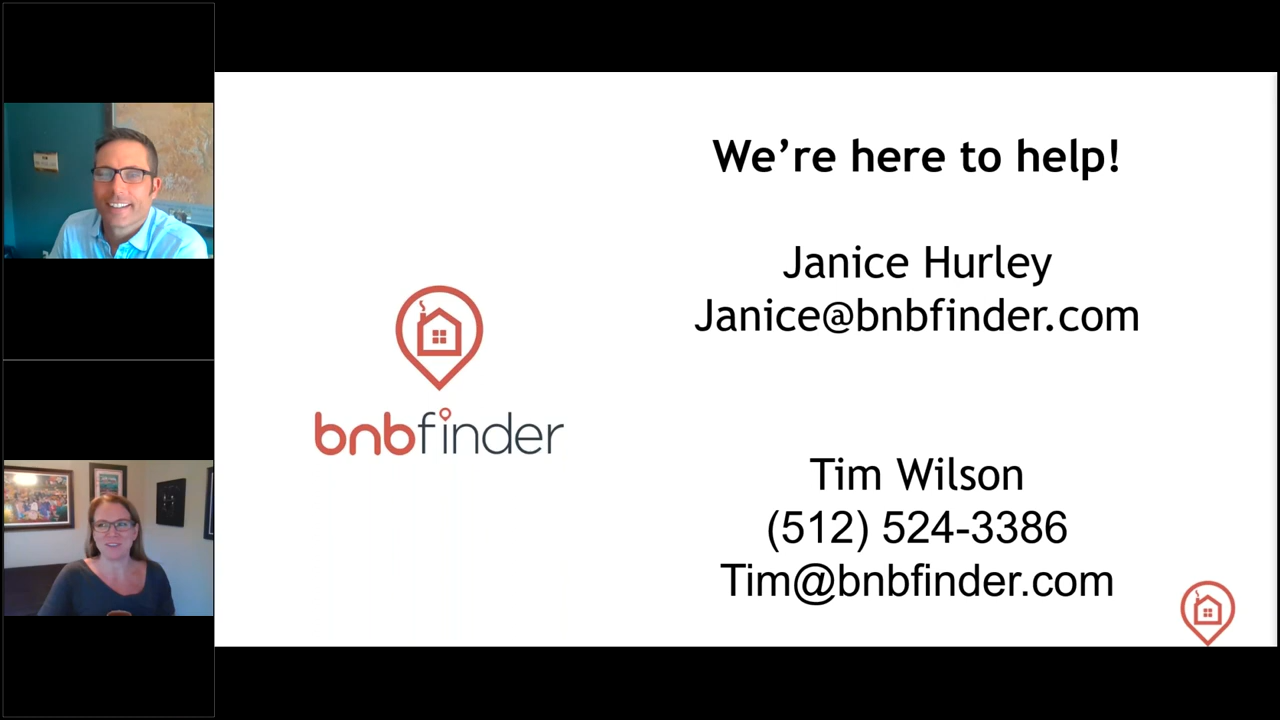 We're here to help!
Janice Hurley
Janice@bnbfinder.com
bnbfinder
Tim Wilson
(512) 524-3386
Tim@bnbfinder.com